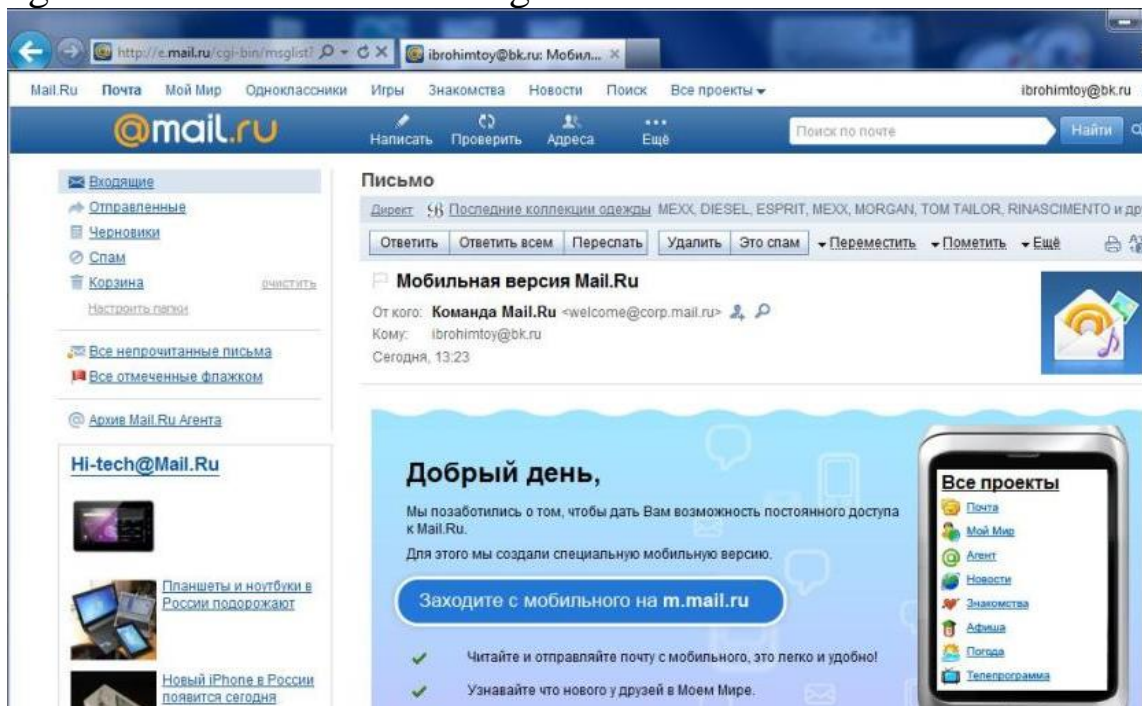 http://e.mail.ru/cgi-bin/msglist? ibrohimtoy@bk.ru: Мобил...
Mail.Ru Почта Мой Мир Одноклассники Игры Знакомства Новости Поиск Все проекты ibrohimtoy@bk.ru
@mail.ru Написать Проверить Адреса Ещё Поиск по почте Найти
Входящие
Отправленные
Черновики
Спам
Корзина очистить
Настроить папки
Все непрочитанные письма
Все отмеченные флажком
Архив Mail.Ru Агента
Hi-tech@Mail.Ru
Планшеты и ноутбуки в
России подорожают
Новый iPhone в России
появится сегодня
Письмо
Директ Последние коллекции одежды MEXX, DIESEL, ESPRIT, MEXX, MORGAN, TOM TAILOR, RINASCIMENTO и др
Ответить Ответить всем Переслать Удалить Это спам Переместить Пометить Ещё
Мобильная версия Mail.Ru
От кого: Команда Mail.Ru <welcome@corp.mail.ru>
Кому: ibrohimtoy@bk.ru
Сегодня, 13:23
Добрый день,
Мы позаботились о том, чтобы дать Вам возможность постоянного доступа
к Mail.Ru.
Для этого мы создали специальную мобильную версию.
Заходите с мобильного на m.mail.ru
Читайте и отправляйте почту с мобильного, это легко и удобно!
Узнавайте что нового у друзей в Моем Мире.
Все проекты
Почта
Мой Мир
Агент
Новости
Знакомства
Афиша
Погода
Телепрограмма